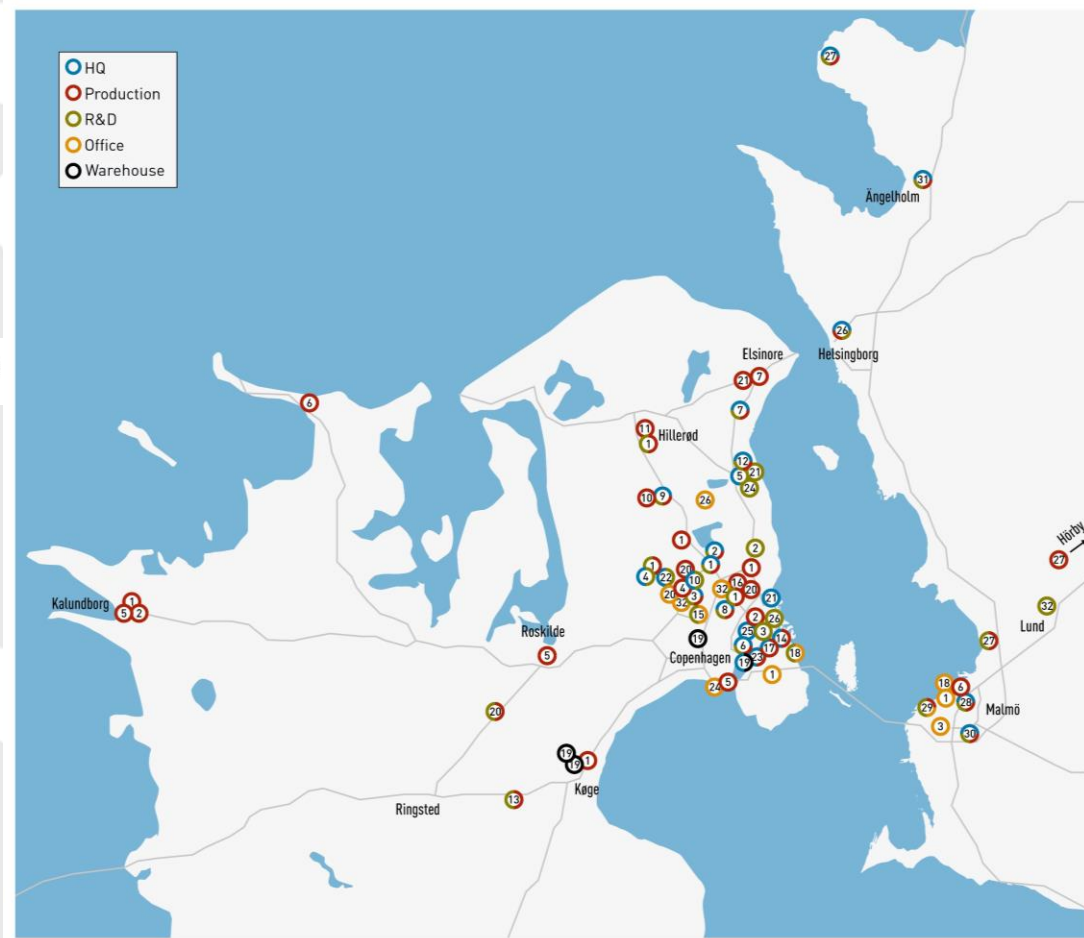 HQ
Production
R&D
Office
Warehouse
27
31
Ängelholm
26
Helsingborg
Elsinore
21 7
6
7
11
Hillerød
1
12
5 21
24
10 9
26
1
2 2
Hörby
27
1 20 1 1
4 22 10 16
4 32 20
20 3 1 21
32
Kalundborg
1
5 2
15 8 2 26
32
Lund
25 3
19 14
6 17
27
Roskilde
5
Copenhagen
19 23 18
24 5 1
18 6
1 28
29
Malmö
20
3 30
19
19 1
Køge
13
Ringsted